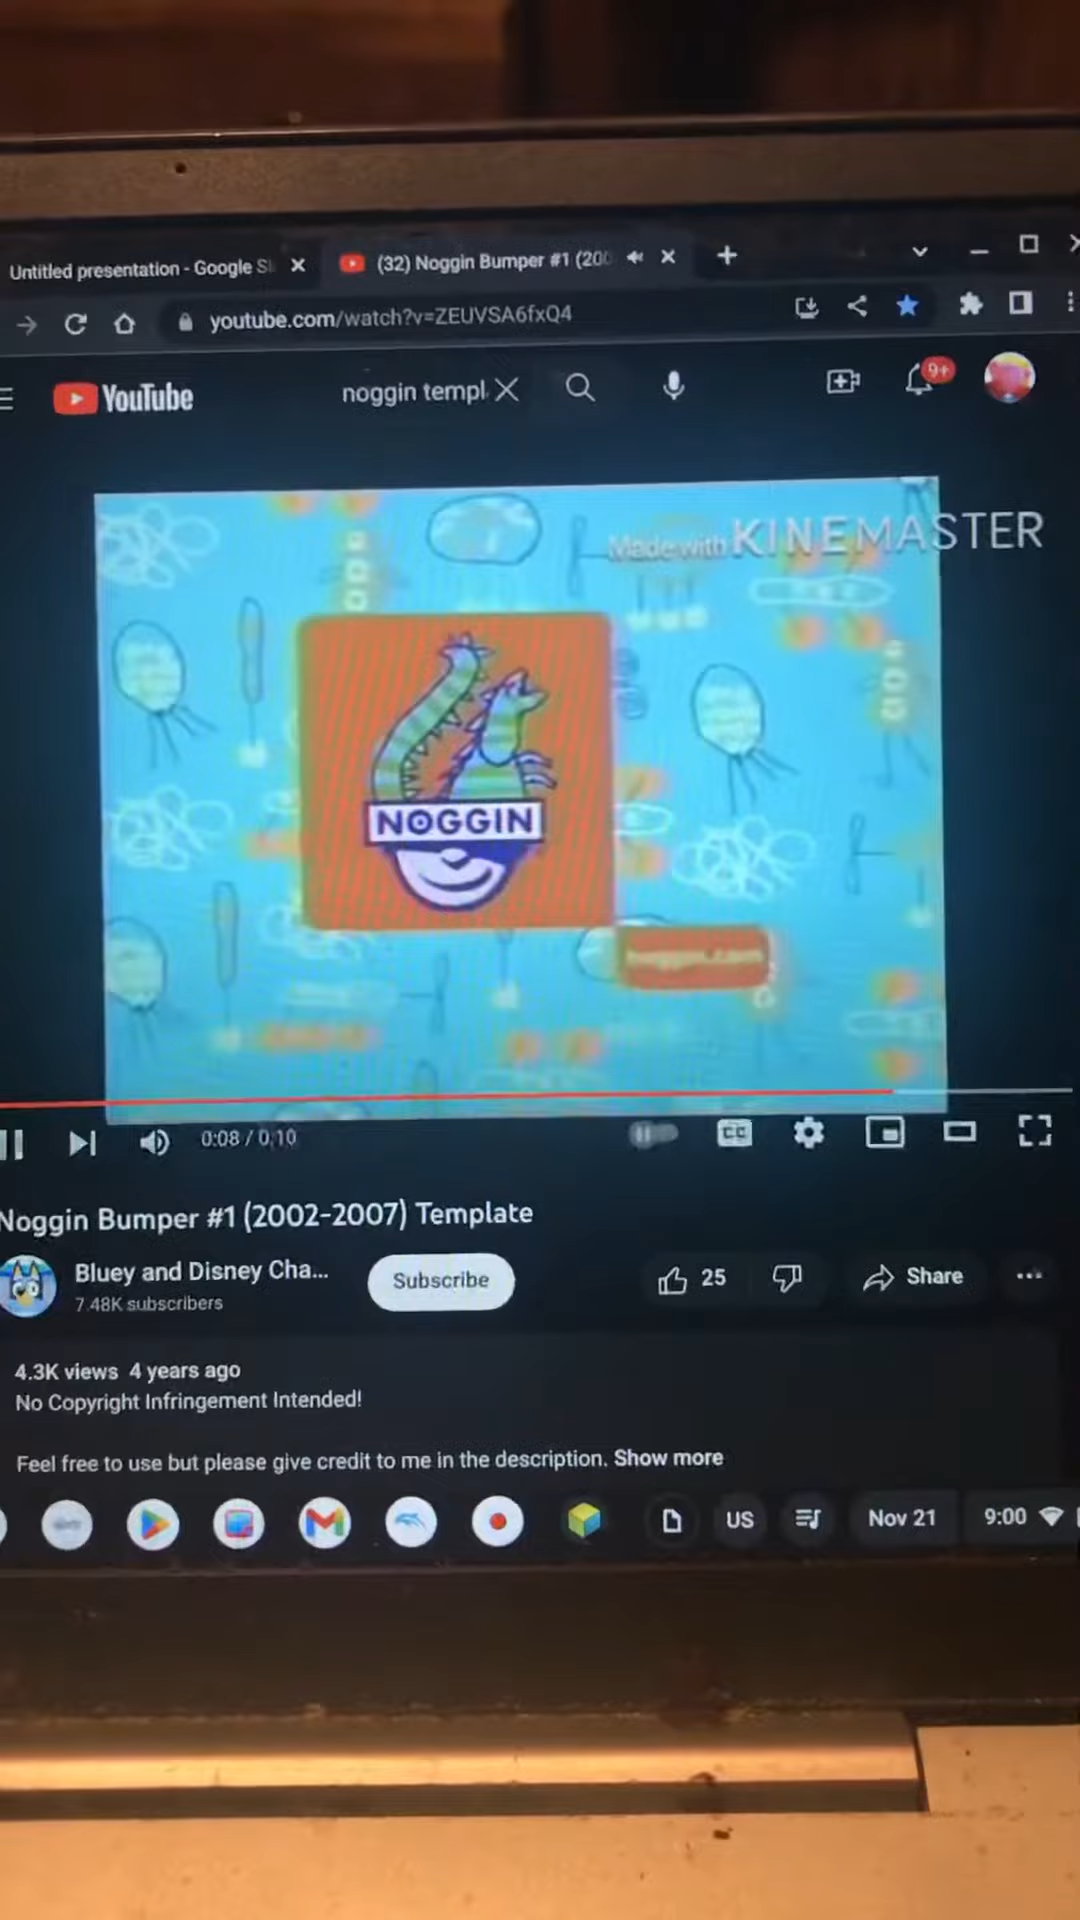 Untitled presentation - Google Sl
(32) Noggin Bumper #1 (200
youtube.com/watch?v=ZEUVSA6fxQ4
YouTube
noggin templ
9+
Made with KINEMASTER
NOGGIN
noggin.com
0:08 / 0:10
CC
Noggin Bumper #1 (2002-2007) Template
Bluey and Disney Cha...
Subscribe
25
Share
7.48K subscribers
4.3K views 4 years ago
No Copyright Infringement Intended!
Feel free to use but please give credit to me in the description. Show more
US
Nov 21
9:00